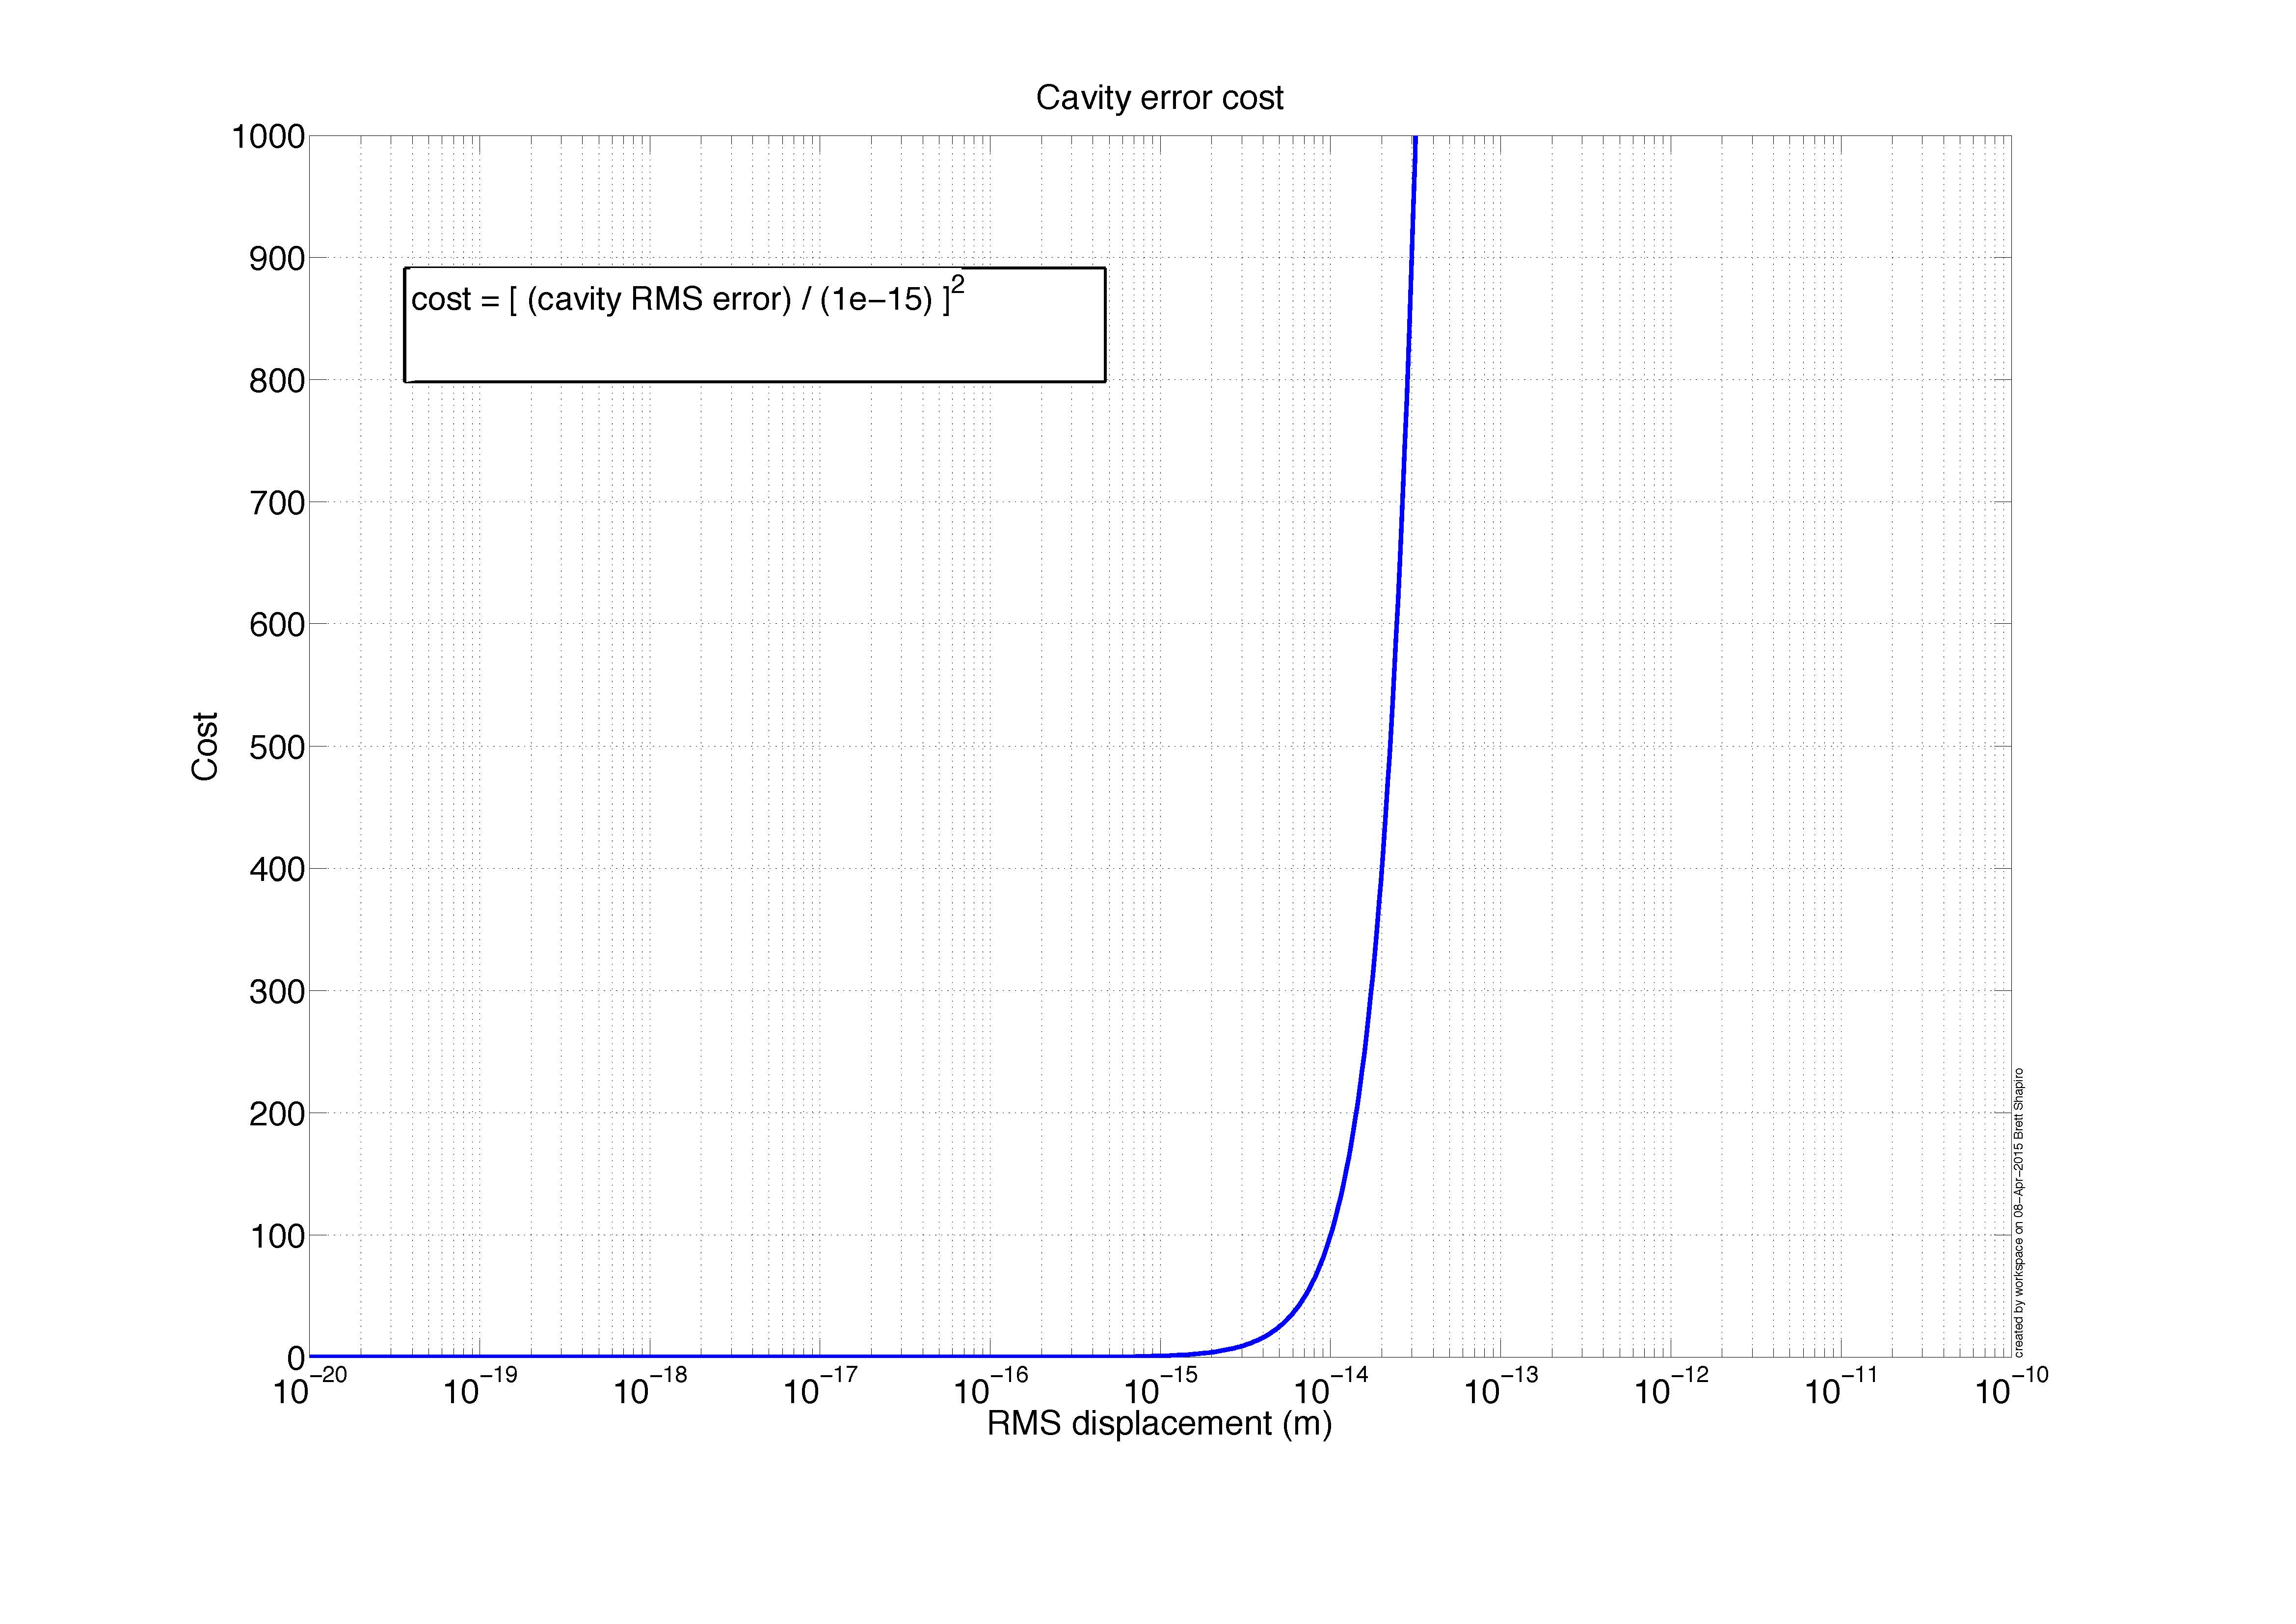 Cavity error cost
1000
900
800
700
600
500
400
300
200
100
0
Cost
cost = [ (cavity RMS error) / (1e−15) ]²
10⁻²⁰ 10⁻¹⁹ 10⁻¹⁸ 10⁻¹⁷ 10⁻¹⁶ 10⁻¹⁵ 10⁻¹⁴ 10⁻¹³ 10⁻¹² 10⁻¹¹ 10⁻¹⁰
RMS displacement (m)
created by workspace on 08−Apr−2015 Brett Shapiro